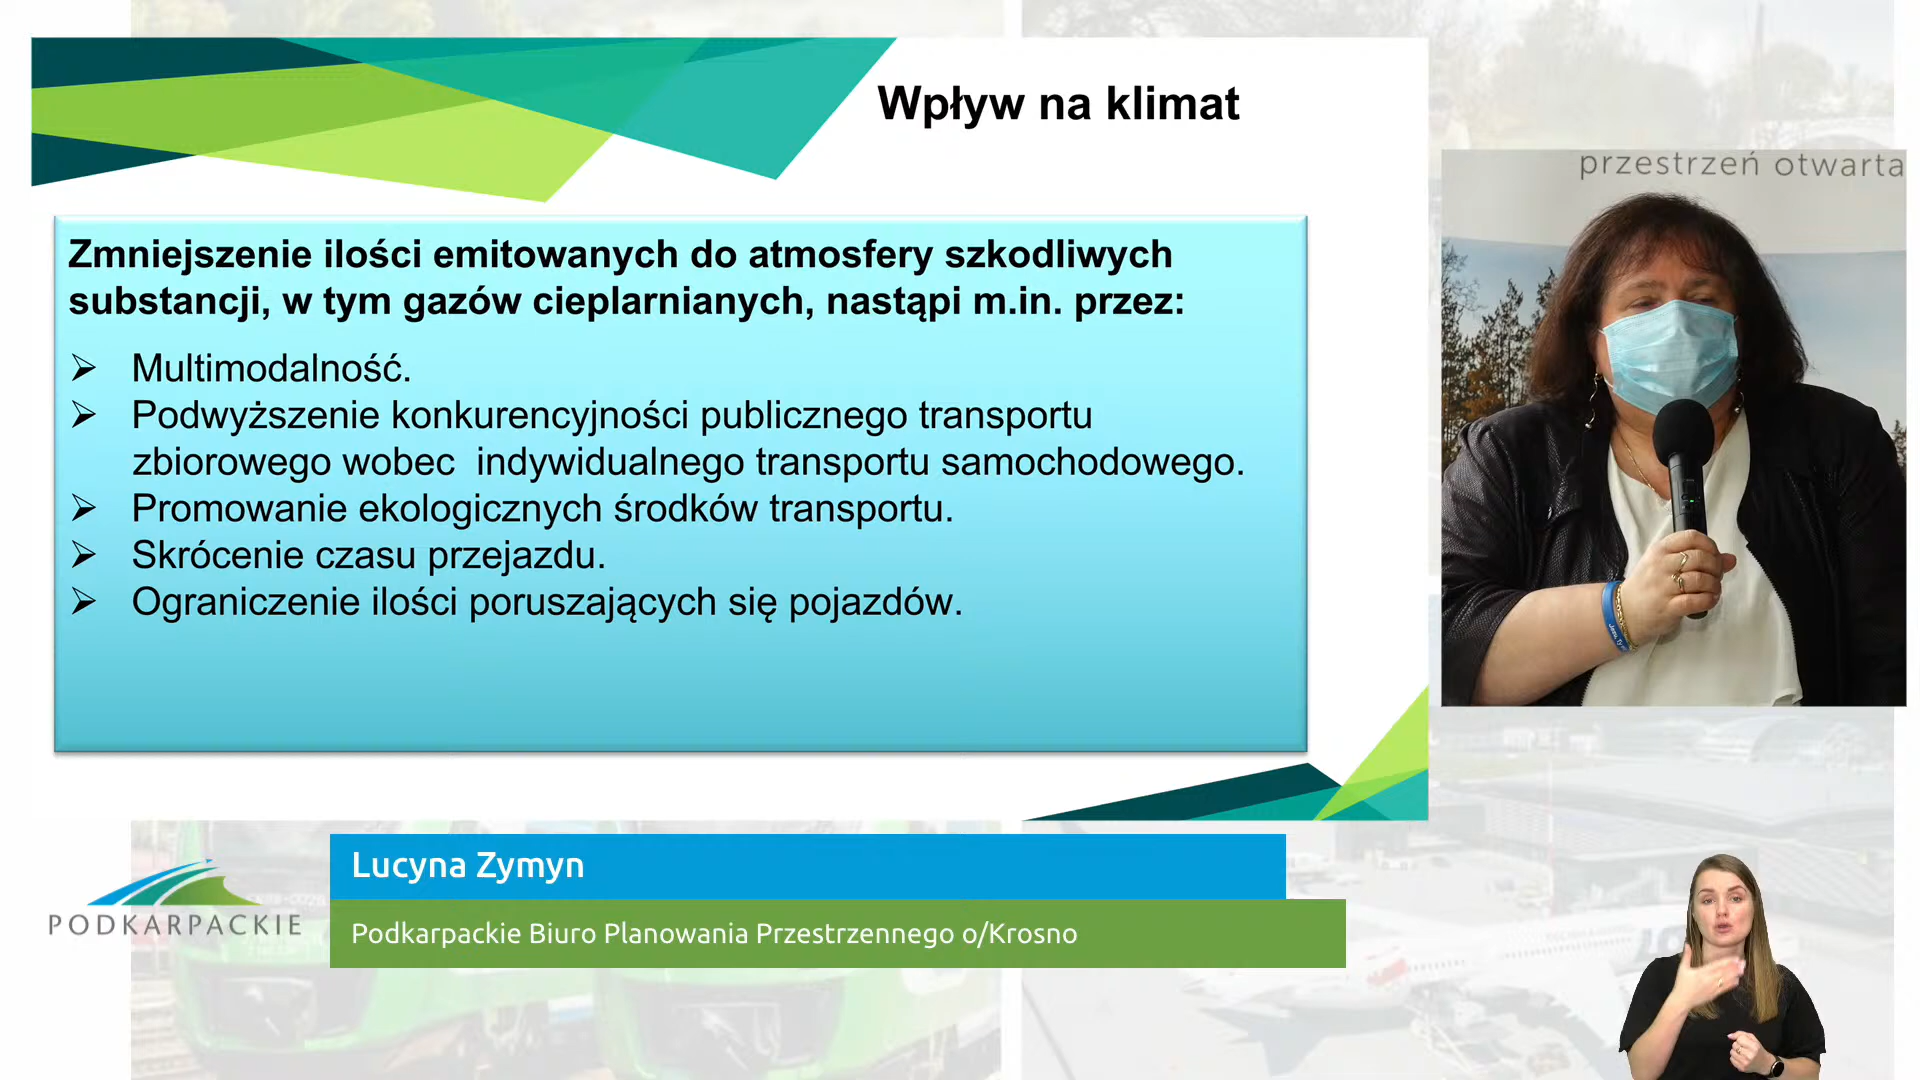 Wpływ na klimat
przestrzeń otwarta
Zmniejszenie ilości emitowanych do atmosfery szkodliwych
substancji, w tym gazów cieplarnianych, nastąpi m.in. przez:
➢ Multimodalność.
➢ Podwyższenie konkurencyjności publicznego transportu
zbiorowego wobec  indywidualnego transportu samochodowego.
➢ Promowanie ekologicznych środków transportu.
➢ Skrócenie czasu przejazdu.
➢ Ograniczenie ilości poruszających się pojazdów.
Lucyna Zymyn
PODKARPACKIE
Podkarpackie Biuro Planowania Przestrzennego o/Krosno